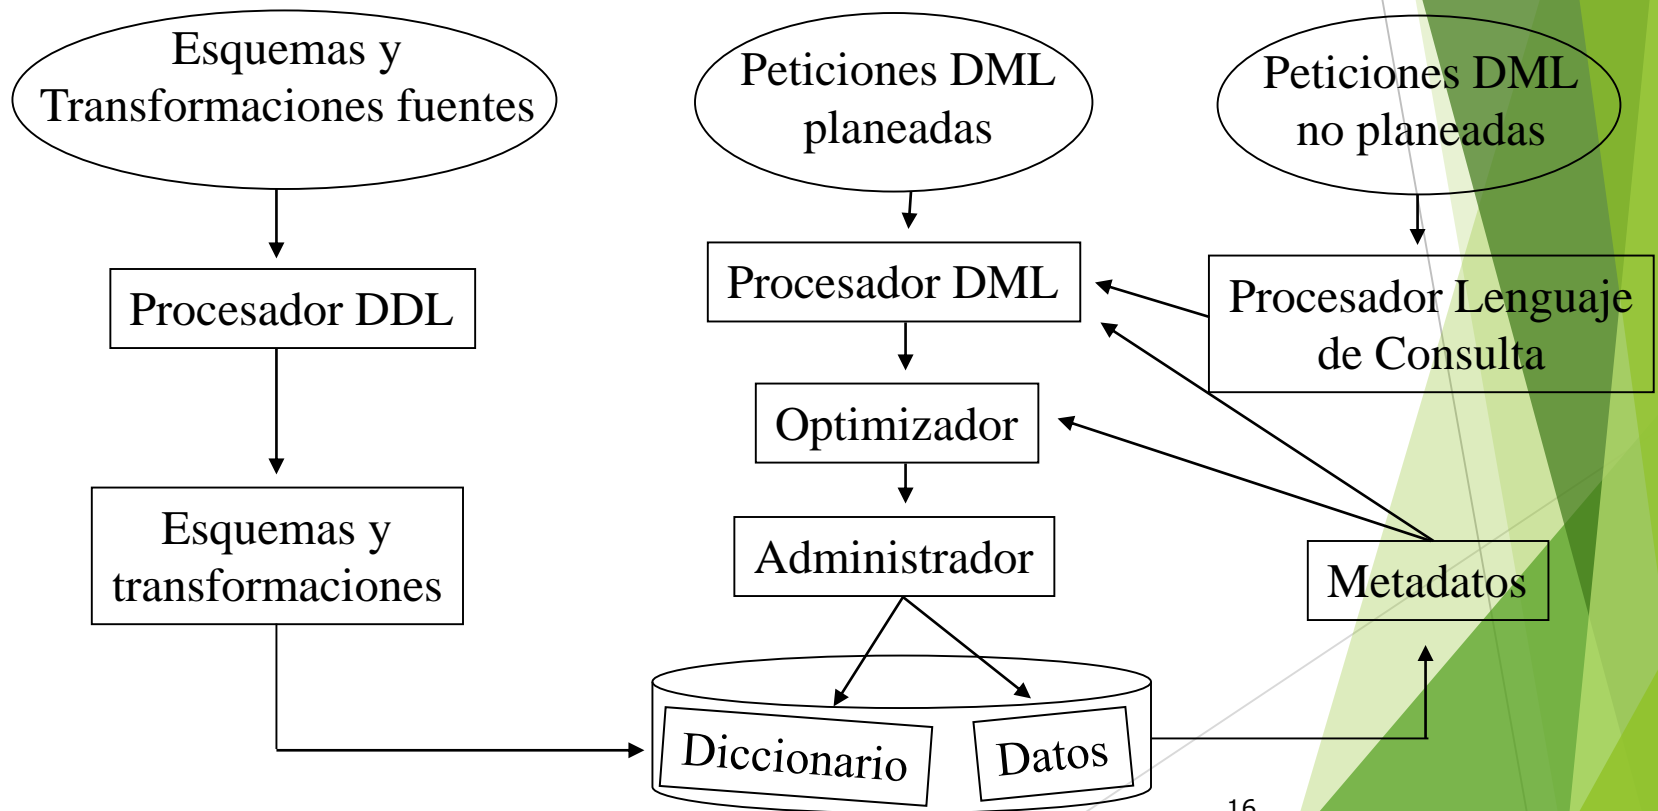 Esquemas y
Transformaciones fuentes
Peticiones DML
planeadas
Peticiones DML
no planeadas
Procesador DDL
Procesador DML
Procesador Lenguaje
de Consulta
Optimizador
Esquemas y
transformaciones
Administrador
Metadatos
Diccionario
Datos
16